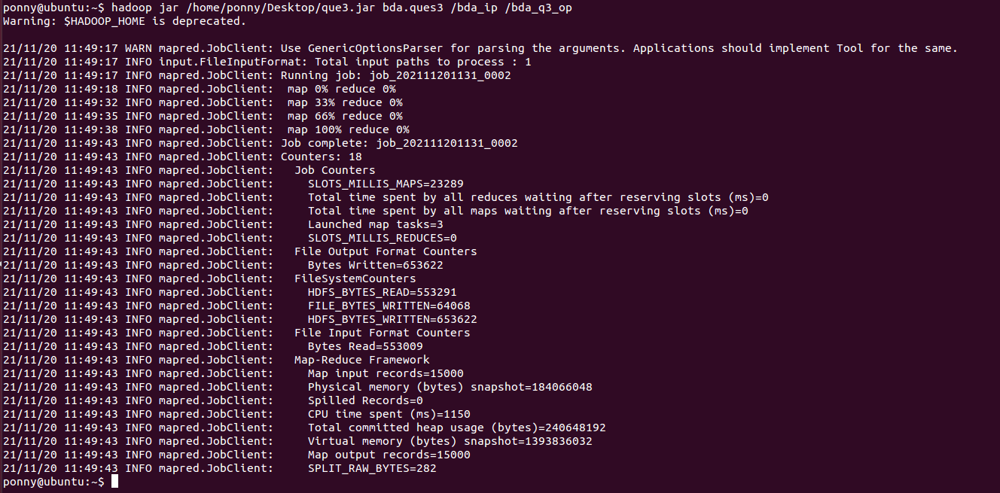 ponny@ubuntu:~$ hadoop jar /home/ponny/Desktop/que3.jar bda.ques3 /bda_ip /bda_q3_op
Warning: $HADOOP_HOME is deprecated.
21/11/20 11:49:17 WARN mapred.JobClient: Use GenericOptionsParser for parsing the arguments. Applications should implement Tool for the same.
21/11/20 11:49:17 INFO input.FileInputFormat: Total input paths to process : 1
21/11/20 11:49:17 INFO mapred.JobClient: Running job: job_202111201131_0002
21/11/20 11:49:18 INFO mapred.JobClient:  map 0% reduce 0%
21/11/20 11:49:32 INFO mapred.JobClient:  map 33% reduce 0%
21/11/20 11:49:35 INFO mapred.JobClient:  map 66% reduce 0%
21/11/20 11:49:38 INFO mapred.JobClient:  map 100% reduce 0%
21/11/20 11:49:43 INFO mapred.JobClient: Job complete: job_202111201131_0002
21/11/20 11:49:43 INFO mapred.JobClient: Counters: 18
21/11/20 11:49:43 INFO mapred.JobClient:   Job Counters
21/11/20 11:49:43 INFO mapred.JobClient:     SLOTS_MILLIS_MAPS=23289
21/11/20 11:49:43 INFO mapred.JobClient:     Total time spent by all reduces waiting after reserving slots (ms)=0
21/11/20 11:49:43 INFO mapred.JobClient:     Total time spent by all maps waiting after reserving slots (ms)=0
21/11/20 11:49:43 INFO mapred.JobClient:     Launched map tasks=3
21/11/20 11:49:43 INFO mapred.JobClient:     SLOTS_MILLIS_REDUCES=0
21/11/20 11:49:43 INFO mapred.JobClient:   File Output Format Counters
21/11/20 11:49:43 INFO mapred.JobClient:     Bytes Written=653622
21/11/20 11:49:43 INFO mapred.JobClient:   FileSystemCounters
21/11/20 11:49:43 INFO mapred.JobClient:     HDFS_BYTES_READ=553291
21/11/20 11:49:43 INFO mapred.JobClient:     FILE_BYTES_WRITTEN=64068
21/11/20 11:49:43 INFO mapred.JobClient:     HDFS_BYTES_WRITTEN=653622
21/11/20 11:49:43 INFO mapred.JobClient:   File Input Format Counters
21/11/20 11:49:43 INFO mapred.JobClient:     Bytes Read=553009
21/11/20 11:49:43 INFO mapred.JobClient:   Map-Reduce Framework
21/11/20 11:49:43 INFO mapred.JobClient:     Map input records=15000
21/11/20 11:49:43 INFO mapred.JobClient:     Physical memory (bytes) snapshot=184066048
21/11/20 11:49:43 INFO mapred.JobClient:     Spilled Records=0
21/11/20 11:49:43 INFO mapred.JobClient:     CPU time spent (ms)=1150
21/11/20 11:49:43 INFO mapred.JobClient:     Total committed heap usage (bytes)=240648192
21/11/20 11:49:43 INFO mapred.JobClient:     Virtual memory (bytes) snapshot=1393836032
21/11/20 11:49:43 INFO mapred.JobClient:     Map output records=15000
21/11/20 11:49:43 INFO mapred.JobClient:     SPLIT_RAW_BYTES=282
ponny@ubuntu:~$